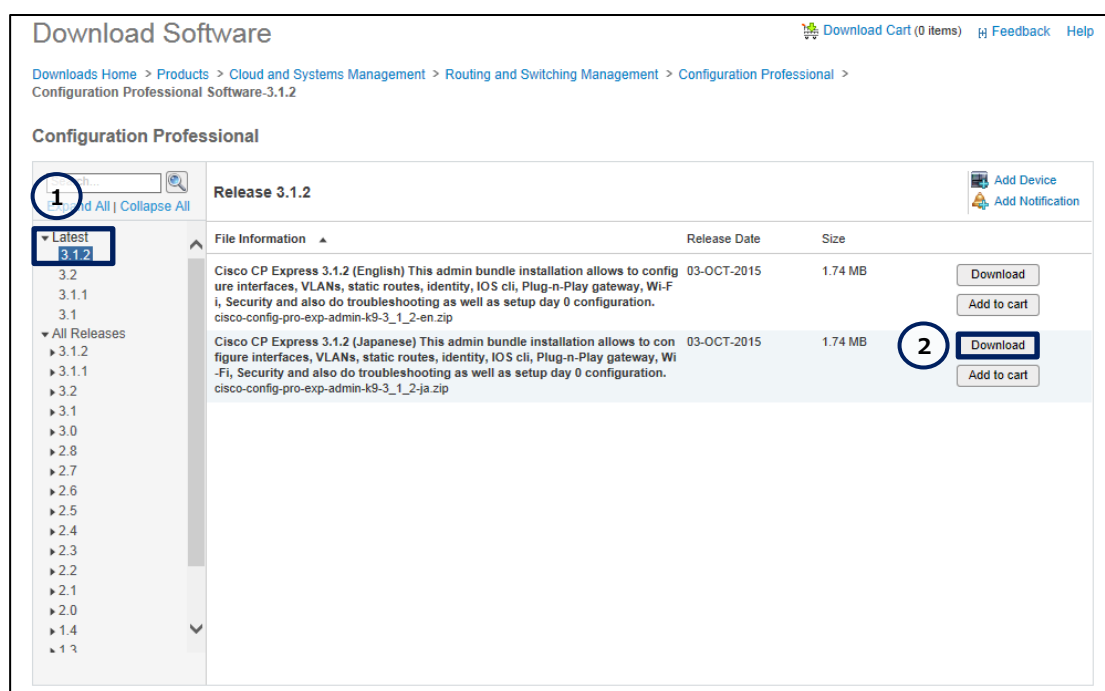 Download Software
Download Cart (0 items) Feedback Help
Downloads Home > Products > Cloud and Systems Management > Routing and Switching Management > Configuration Professional >
Configuration Professional Software-3.1.2
Configuration Professional
1
Expand All | Collapse All
Latest
3.1.2
3.2
3.1.1
3.1
All Releases
3.1.2
3.1.1
3.2
3.1
3.0
2.8
2.7
2.6
2.5
2.4
2.3
2.2
2.1
2.0
1.4
1.3
Release 3.1.2
Add Device
Add Notification
File Information Release Date Size
Cisco CP Express 3.1.2 (English) This admin bundle installation allows to config 03-OCT-2015 1.74 MB
ure interfaces, VLANs, static routes, identity, IOS cli, Plug-n-Play gateway, Wi-F
i, Security and also do troubleshooting as well as setup day 0 configuration.
cisco-config-pro-exp-admin-k9-3_1_2-en.zip
Download
Add to cart
Cisco CP Express 3.1.2 (Japanese) This admin bundle installation allows to con 03-OCT-2015 1.74 MB
figure interfaces, VLANs, static routes, identity, IOS cli, Plug-n-Play gateway, Wi
-Fi, Security and also do troubleshooting as well as setup day 0 configuration.
cisco-config-pro-exp-admin-k9-3_1_2-ja.zip
2
Download
Add to cart